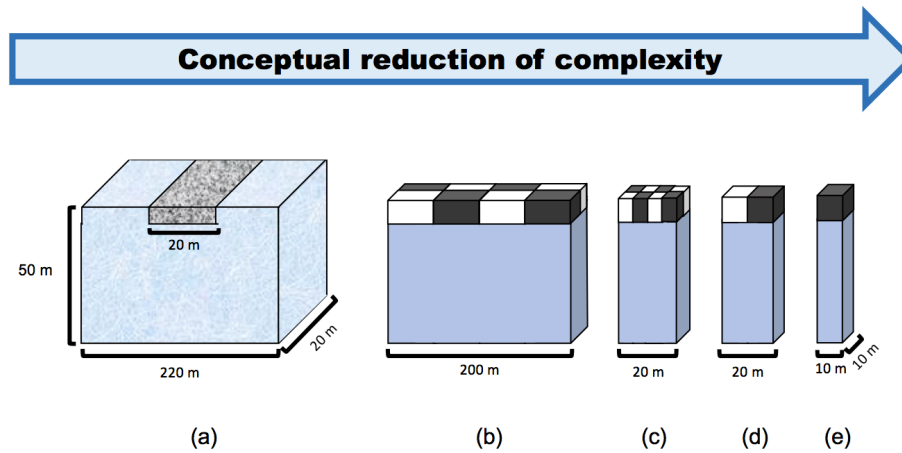 Conceptual reduction of complexity
20 m
50 m
20 m
220 m
200 m
20 m
20 m
10 m
10 m
(a)
(b)
(c)
(d)
(e)